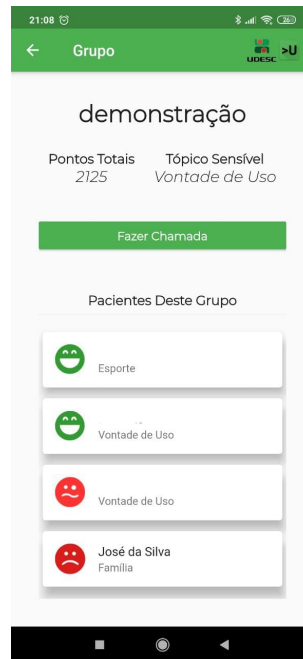 21:08
26
Grupo
UDESC >U
demonstração
Pontos Totais Tópico Sensível
2125 Vontade de Uso
Fazer Chamada
Pacientes Deste Grupo
Esporte
Vontade de Uso
Vontade de Uso
José da Silva
Família